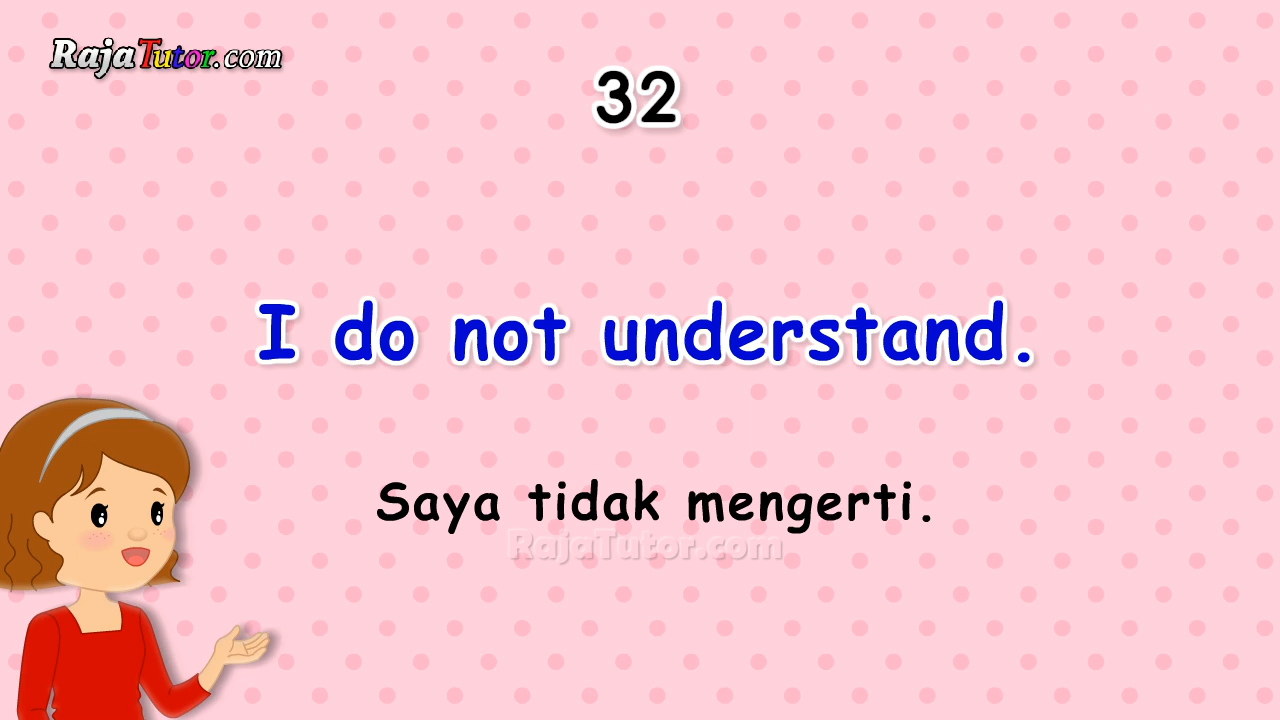 RajaTutor.com
32
I do not understand.
Saya tidak mengerti.
RajaTutor.com